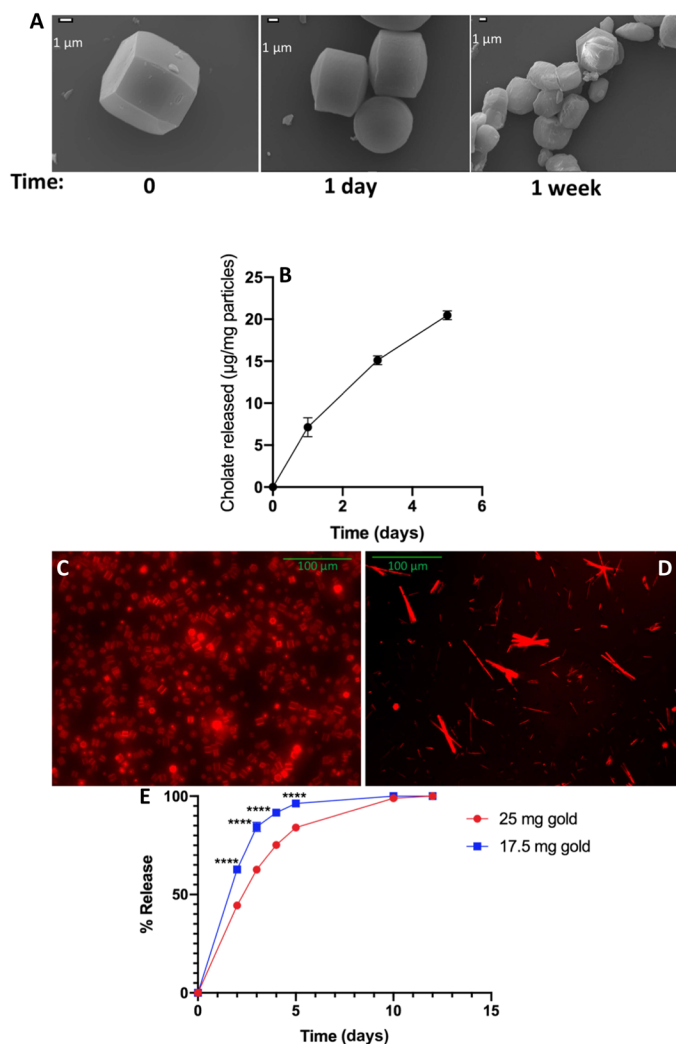 A
1 µm
1 µm
1 µm
Time: 0 1 day 1 week
B
Cholate released (µg/mg particles)
25
20
15
10
5
0
0 2 4 6
Time (days)
C
100 µm
100 µm
D
E
% Release
100
50
0
****
****
****
****
25 mg gold
17.5 mg gold
0 5 10 15
Time (days)